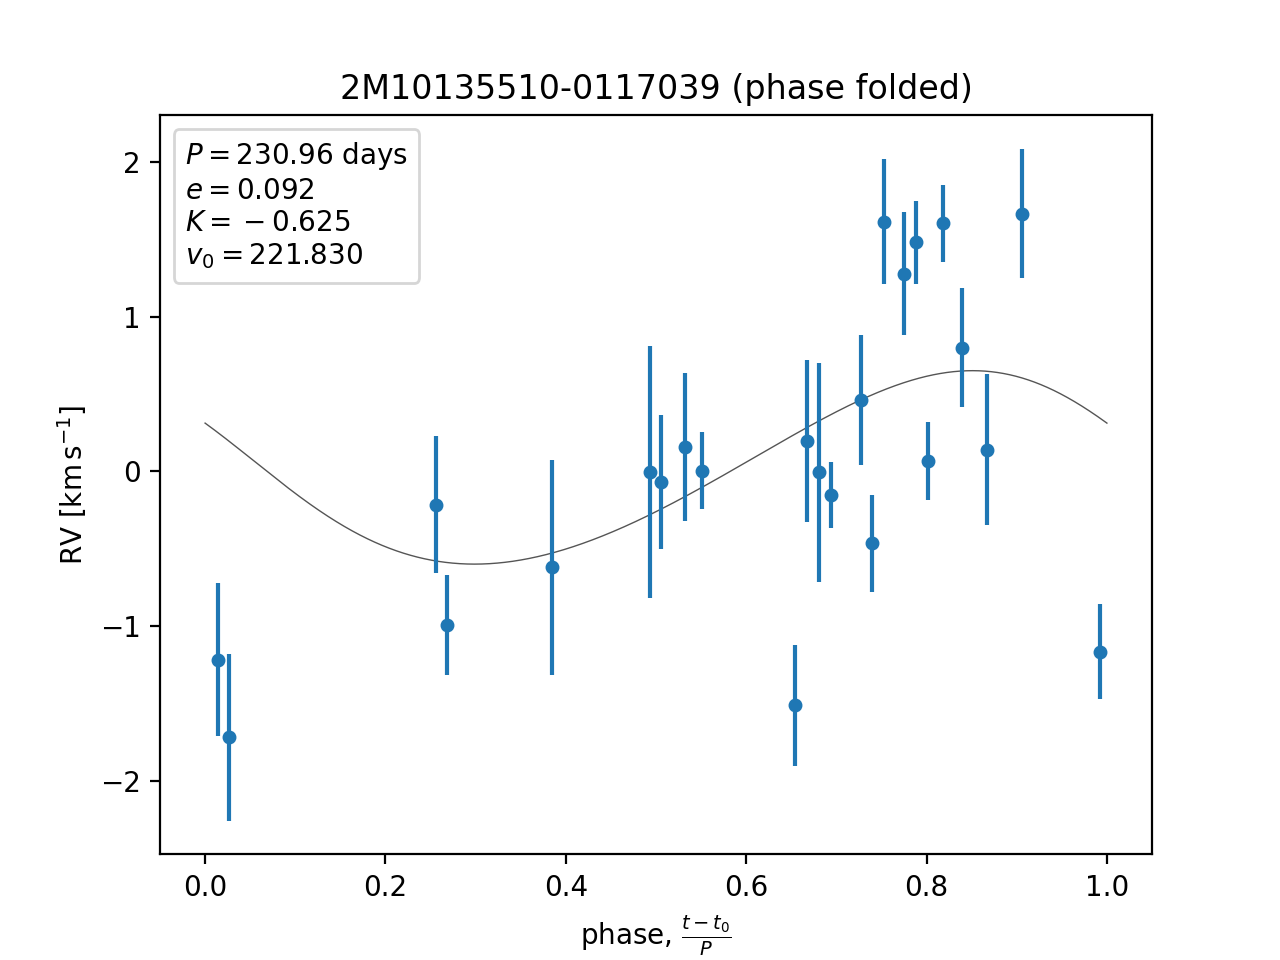 2M10135510-0117039 (phase folded)
P = 230.96 days
e = 0.092
K = −0.625
v₀ = 221.830
2
1
0
−1
−2
RV [km s⁻¹]
0.0 0.2 0.4 0.6 0.8 1.0
phase, (t − t₀)/P